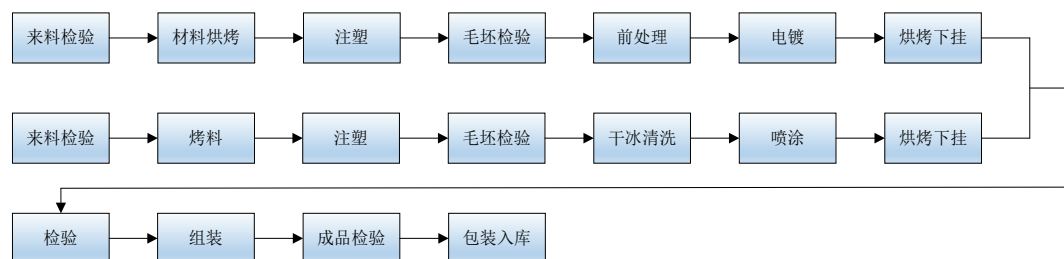 来料检验 材料烘烤 注塑 毛坯检验 前处理 电镀 烘烤下挂
来料检验 烤料 注塑 毛坯检验 干冰清洗 喷涂 烘烤下挂
检验 组装 成品检验 包装入库